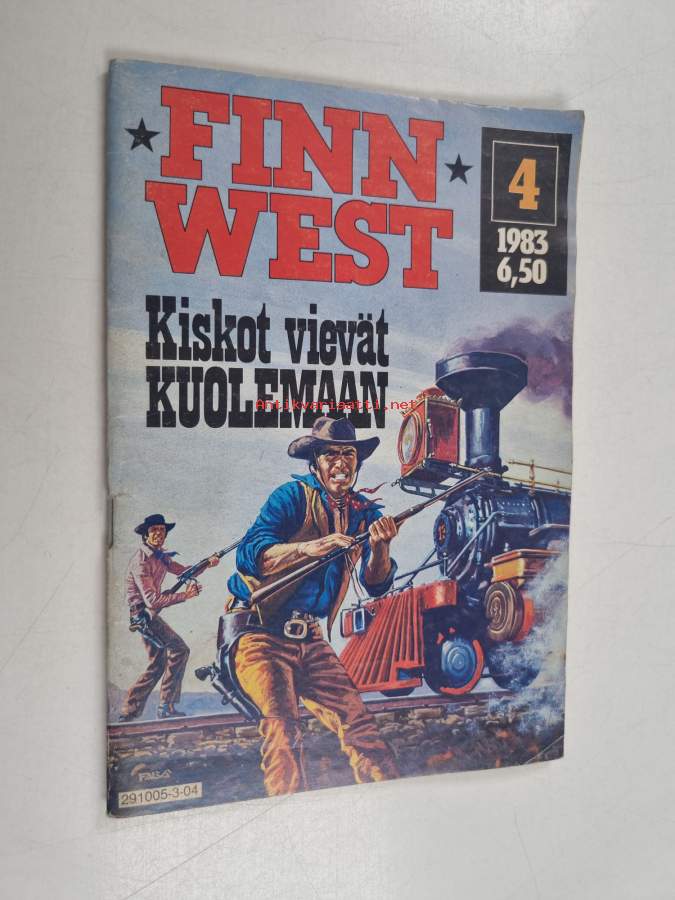 FINN
WEST
4
1983
6,50
Kiskot vievät
KUOLEMAAN
Antikvariaatti.net
291005-3-04